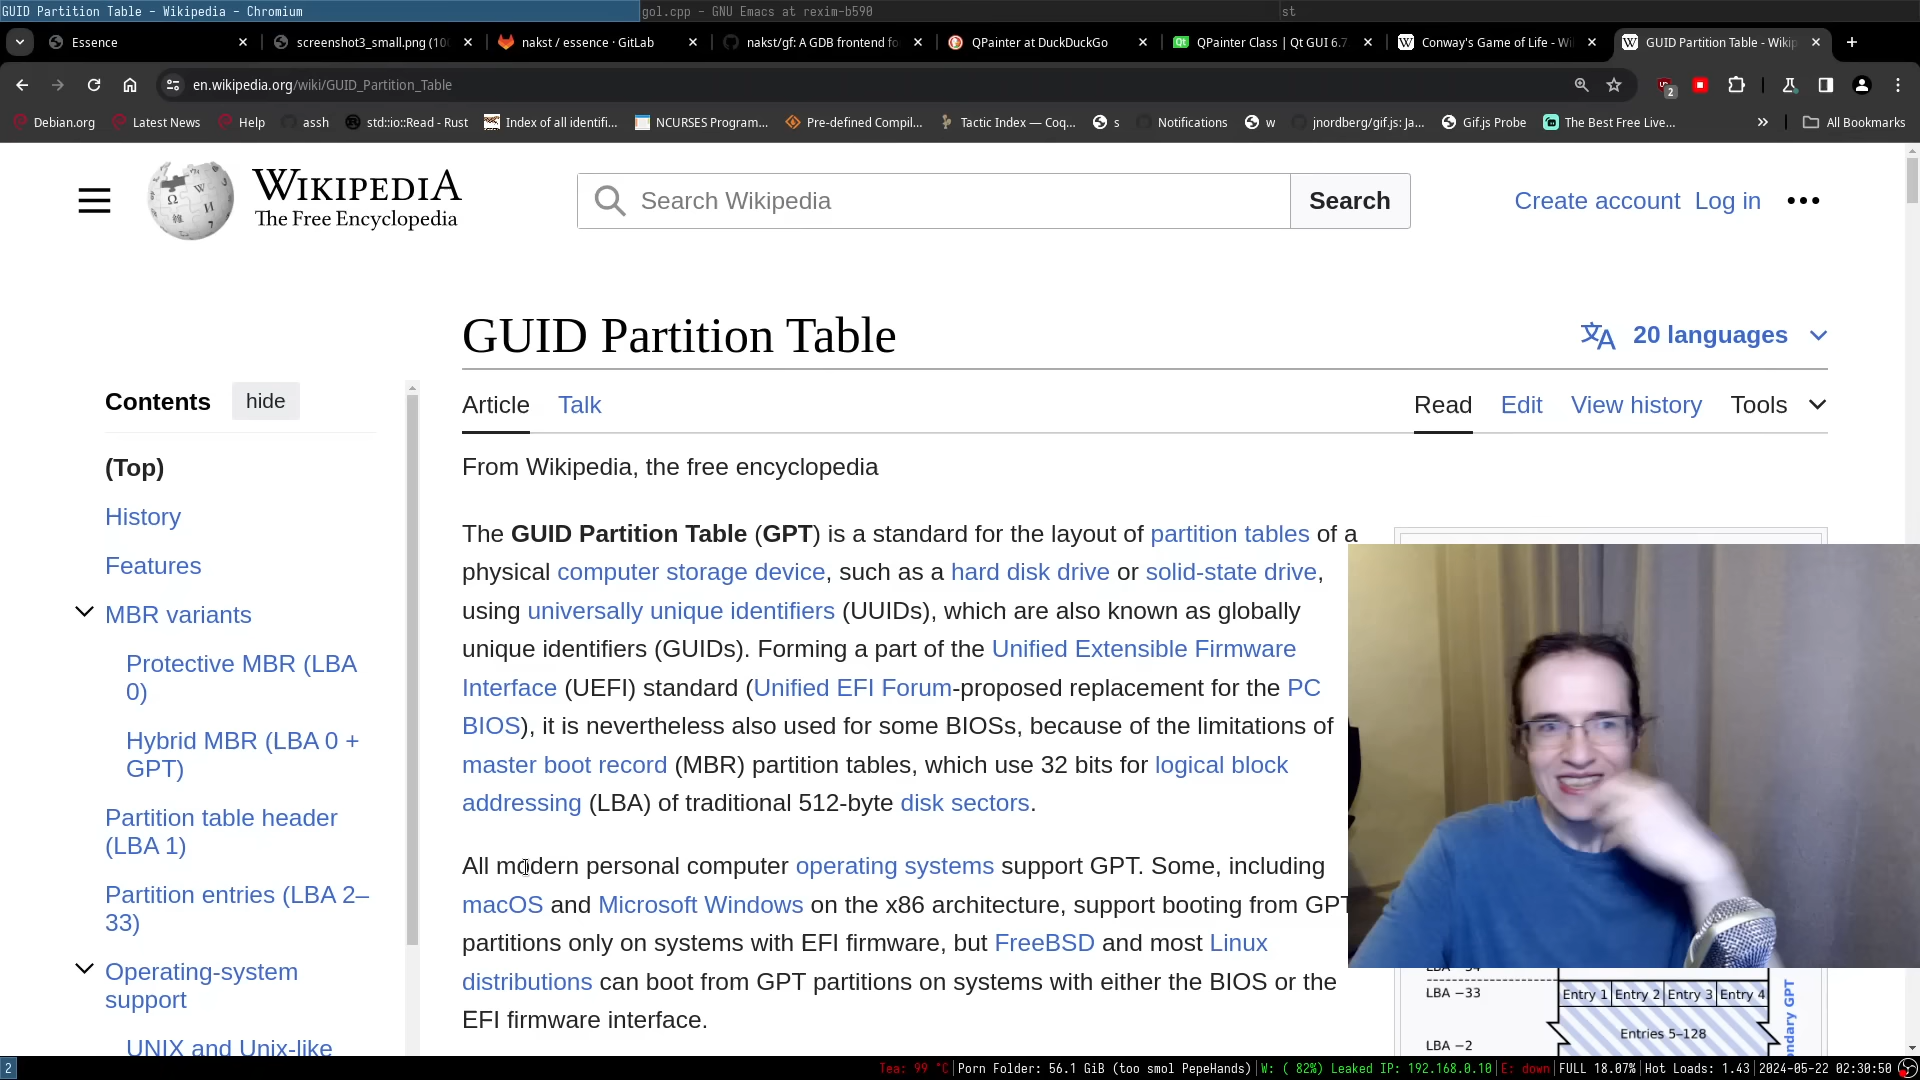 GUID Partition Table - Wikipedia - Chromium
gol.cpp - GNU Emacs at rexim-b590
st
Essence
screenshot3_small.png (10
nakst / essence · GitLab
nakst/gf: A GDB frontend fo
QPainter at DuckDuckGo
QPainter Class | Qt GUI 6.7
Conway's Game of Life - Wi
GUID Partition Table - Wikip
en.wikipedia.org/wiki/GUID_Partition_Table
2
Debian.org
Latest News
Help
assh
std::io::Read - Rust
Index of all identifi...
NCURSES Program...
Pre-defined Compil...
Tactic Index — Coq...
s
Notifications
w
jnordberg/gif.js: Ja...
Gif.js Probe
The Best Free Live...
All Bookmarks
WIKIPEDIA
The Free Encyclopedia
Search Wikipedia
Search
Create account
Log in
GUID Partition Table
20 languages
Contents
hide
Article
Talk
Read
Edit
View history
Tools
(Top)
History
Features
MBR variants
Protective MBR (LBA
0)
Hybrid MBR (LBA 0 +
GPT)
Partition table header
(LBA 1)
Partition entries (LBA 2–
33)
Operating-system
support
UNIX and Unix-like
From Wikipedia, the free encyclopedia
The GUID Partition Table (GPT) is a standard for the layout of partition tables of a
physical computer storage device, such as a hard disk drive or solid-state drive,
using universally unique identifiers (UUIDs), which are also known as globally
unique identifiers (GUIDs). Forming a part of the Unified Extensible Firmware
Interface (UEFI) standard (Unified EFI Forum-proposed replacement for the PC
BIOS), it is nevertheless also used for some BIOSs, because of the limitations of
master boot record (MBR) partition tables, which use 32 bits for logical block
addressing (LBA) of traditional 512-byte disk sectors.
All modern personal computer operating systems support GPT. Some, including
macOS and Microsoft Windows on the x86 architecture, support booting from GPT
partitions only on systems with EFI firmware, but FreeBSD and most Linux
distributions can boot from GPT partitions on systems with either the BIOS or the
EFI firmware interface.
LBA −33
Entry 1 Entry 2 Entry 3 Entry 4
Entries 5–128
LBA −2
ndary GPT
2
Tea: 99 °C|Porn Folder: 56.1 GiB (too smol PepeHands)|W: ( 82%) Leaked IP: 192.168.0.10|E: down|FULL 18.07%|Hot Loads: 1.43|2024-05-22 02:30:50